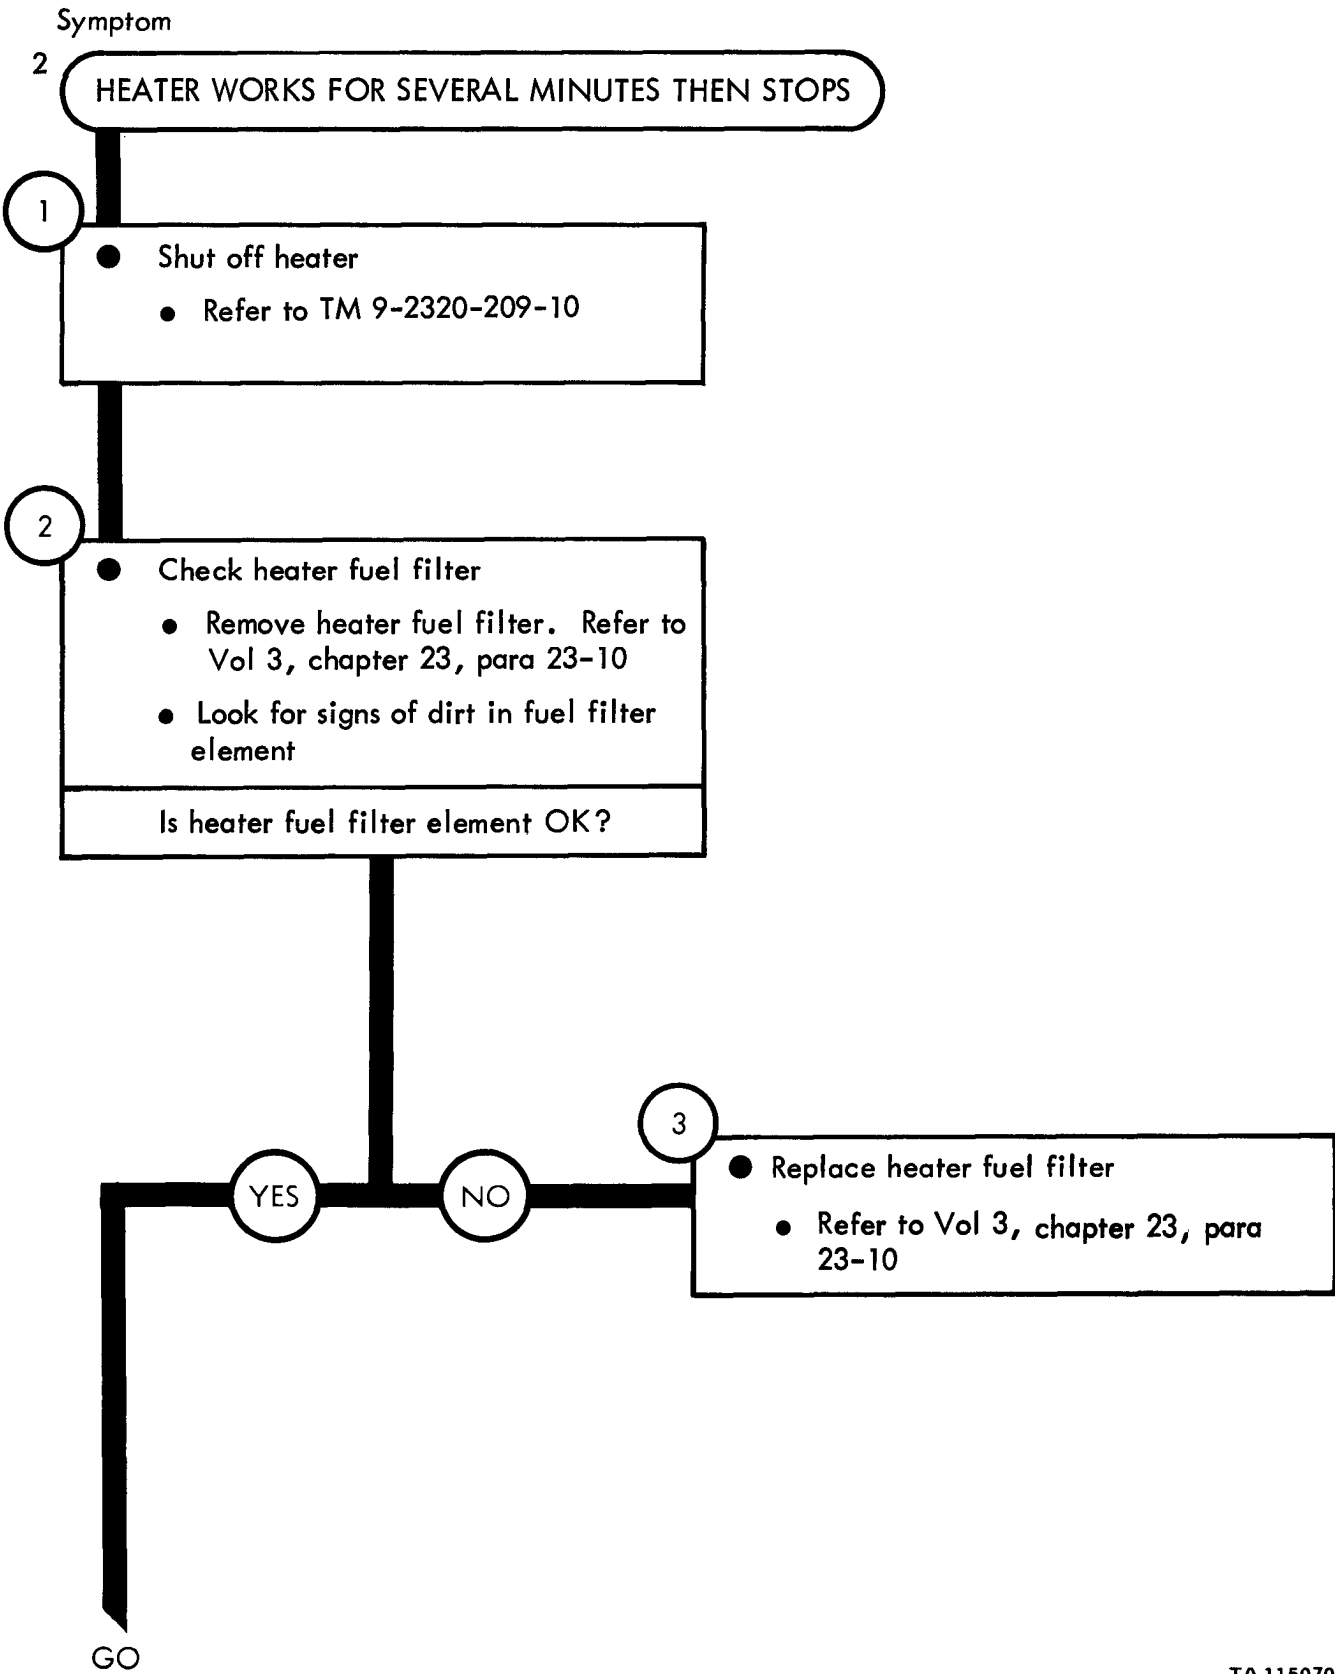 Symptom
2
HEATER WORKS FOR SEVERAL MINUTES THEN STOPS
1
● Shut off heater
● Refer to TM 9-2320-209-10
2
● Check heater fuel filter
● Remove heater fuel filter. Refer to
Vol 3, chapter 23, para 23-10
● Look for signs of dirt in fuel filter
element
Is heater fuel filter element OK?
3
● Replace heater fuel filter
● Refer to Vol 3, chapter 23, para
23-10
YES
NO
GO